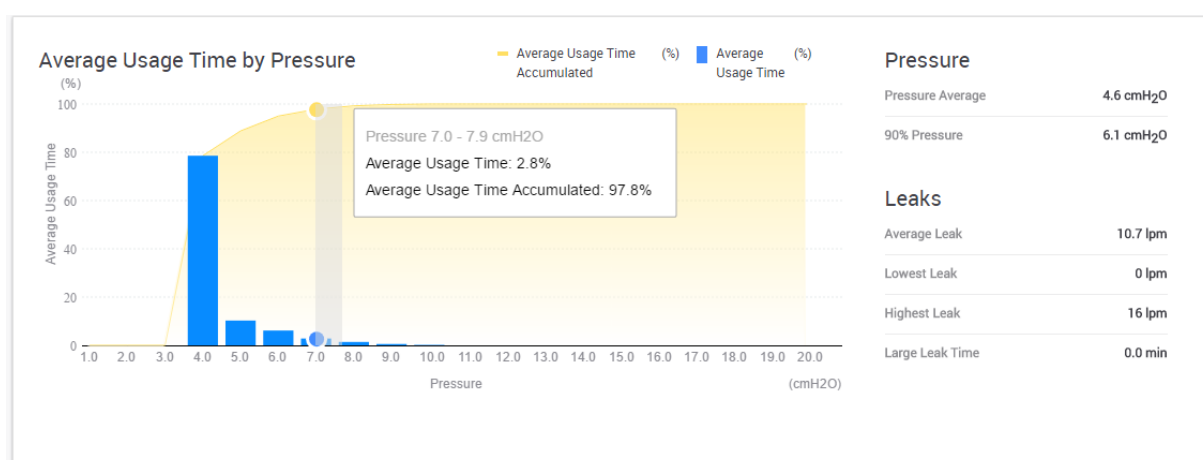 Average Usage Time by Pressure
(%)
Average Usage Time (%)
Accumulated
Average (%)
Usage Time
100
80
60
40
20
0
Average Usage Time
Pressure 7.0 - 7.9 cmH2O
Average Usage Time: 2.8%
Average Usage Time Accumulated: 97.8%
1.0 2.0 3.0 4.0 5.0 6.0 7.0 8.0 9.0 10.0 11.0 12.0 13.0 14.0 15.0 16.0 17.0 18.0 19.0 20.0
Pressure
(cmH2O)
Pressure
Pressure Average 4.6 cmH2O
90% Pressure 6.1 cmH2O
Leaks
Average Leak 10.7 lpm
Lowest Leak 0 lpm
Highest Leak 16 lpm
Large Leak Time 0.0 min